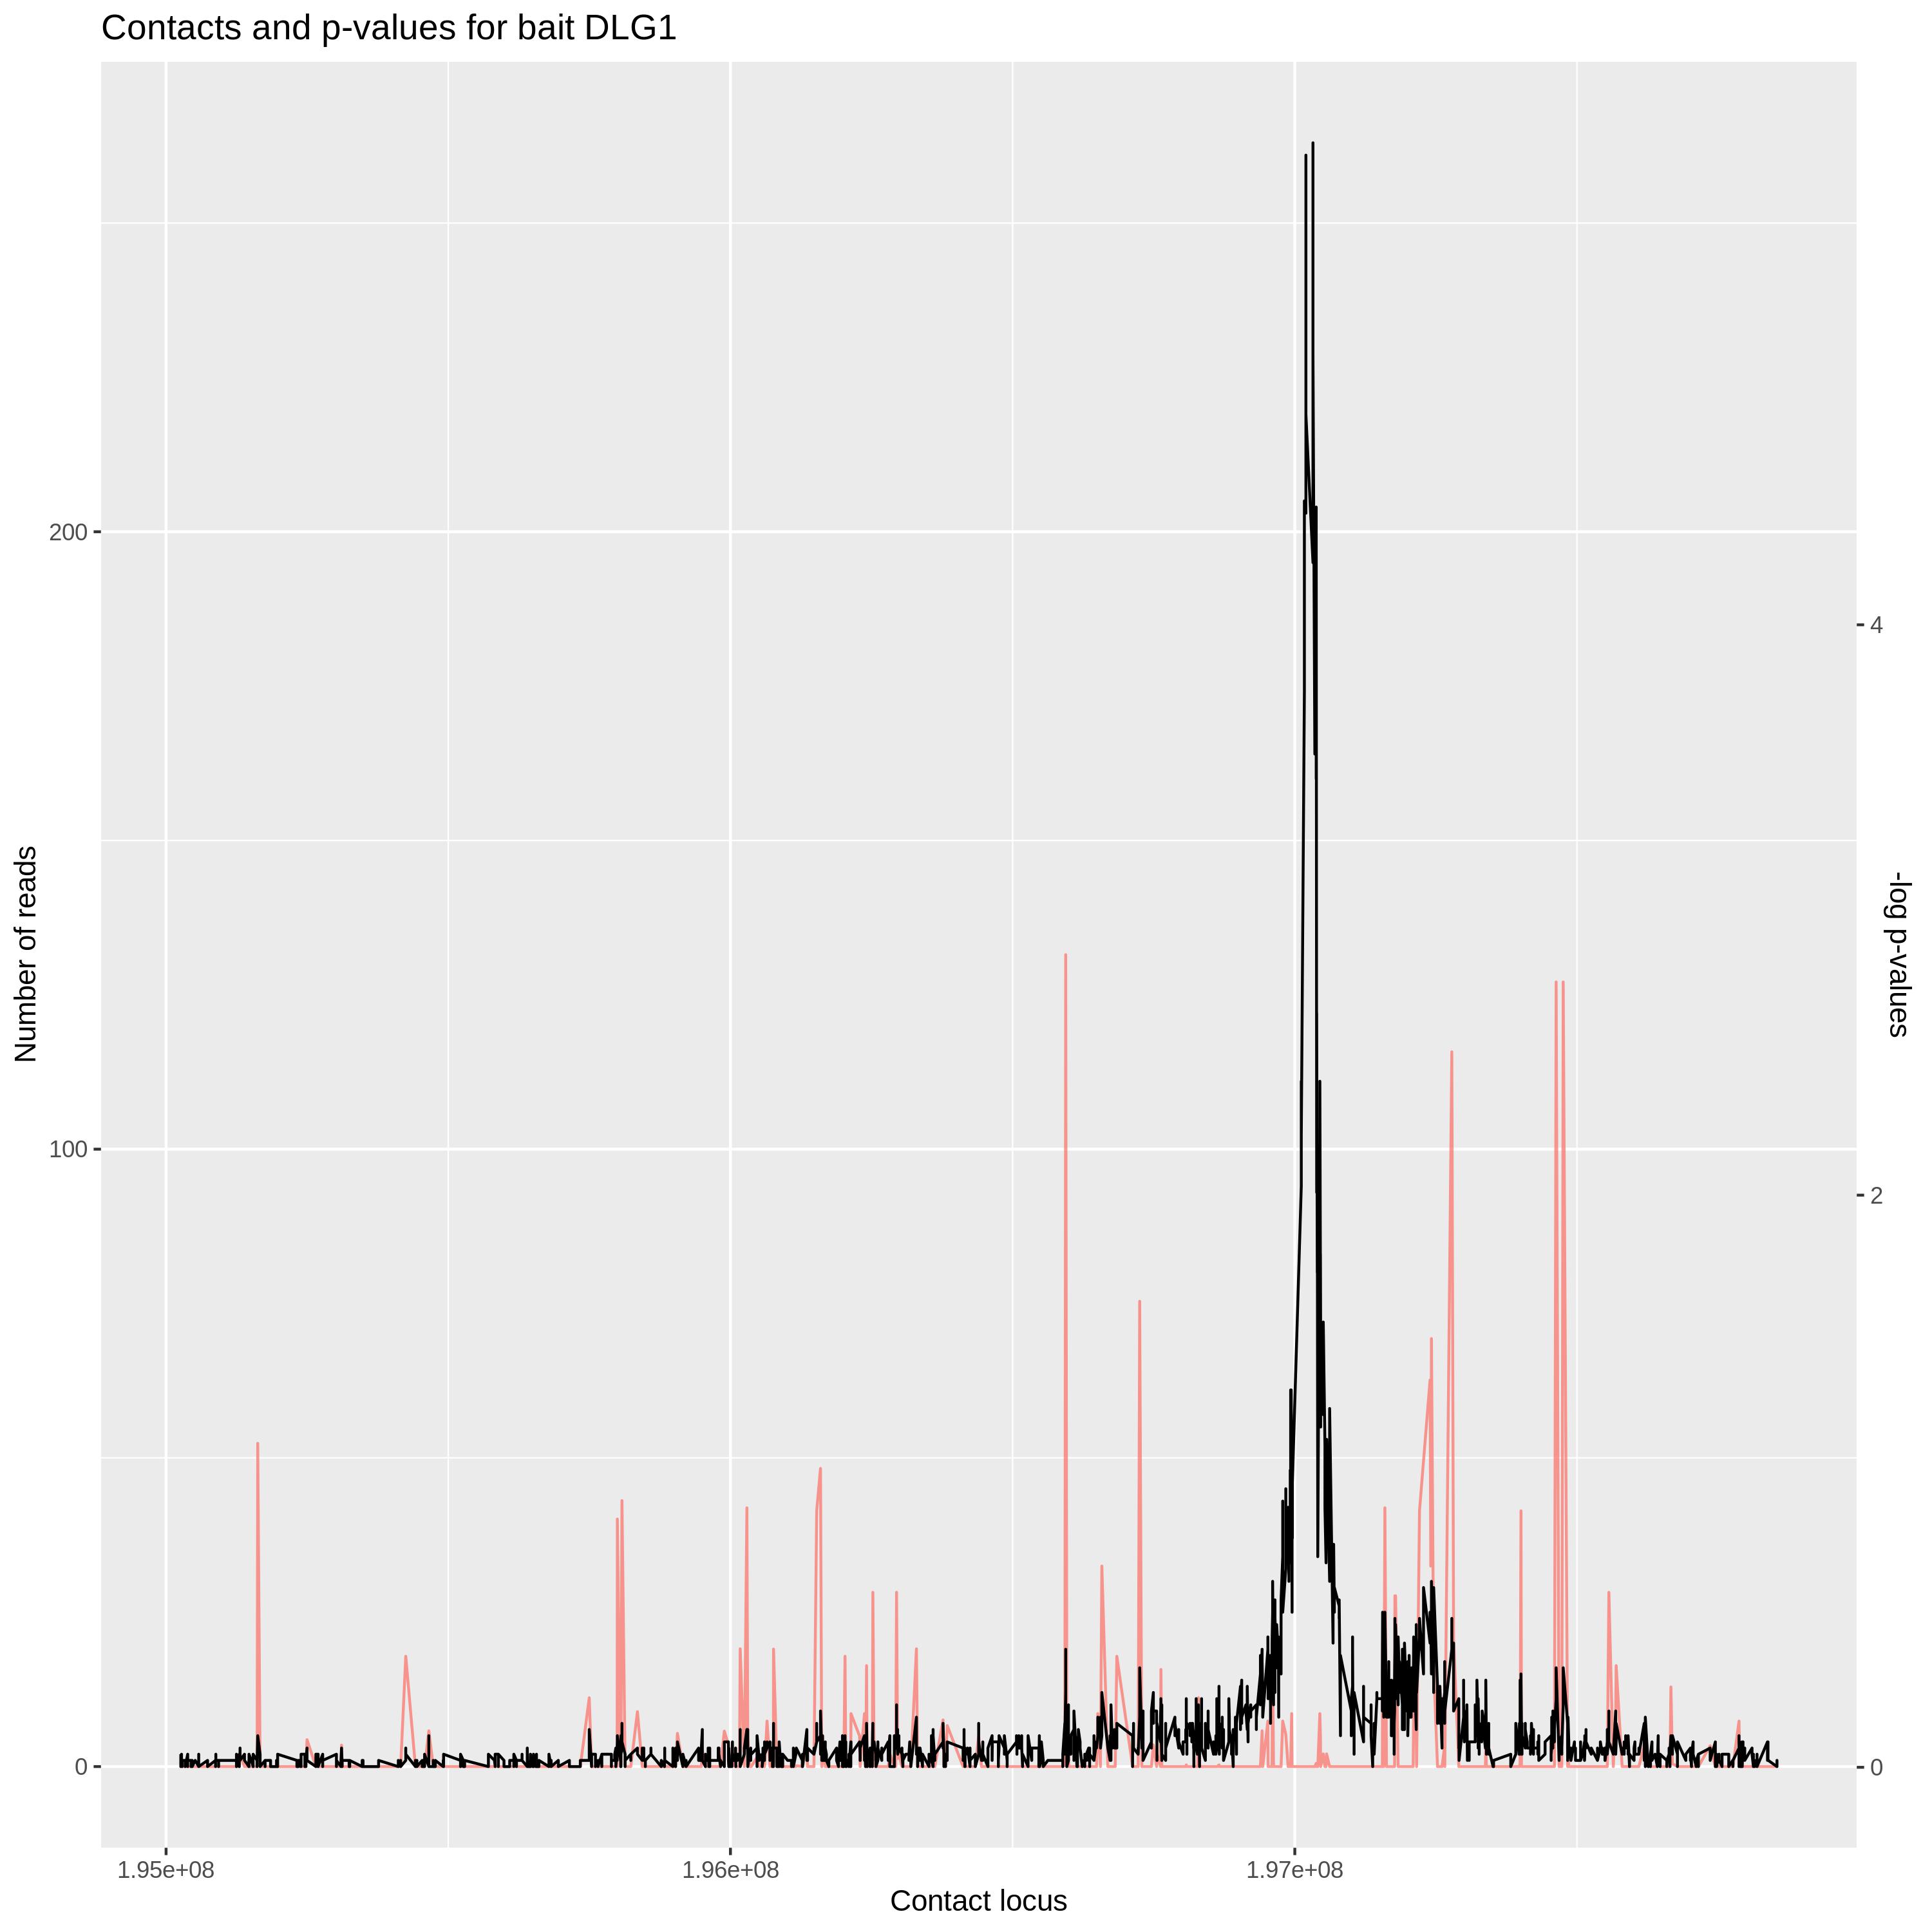 Contacts and p-values for bait DLG1
Number of reads
200
100
0
4
2
0
-log p-values
1.95e+08
1.96e+08
1.97e+08
Contact locus